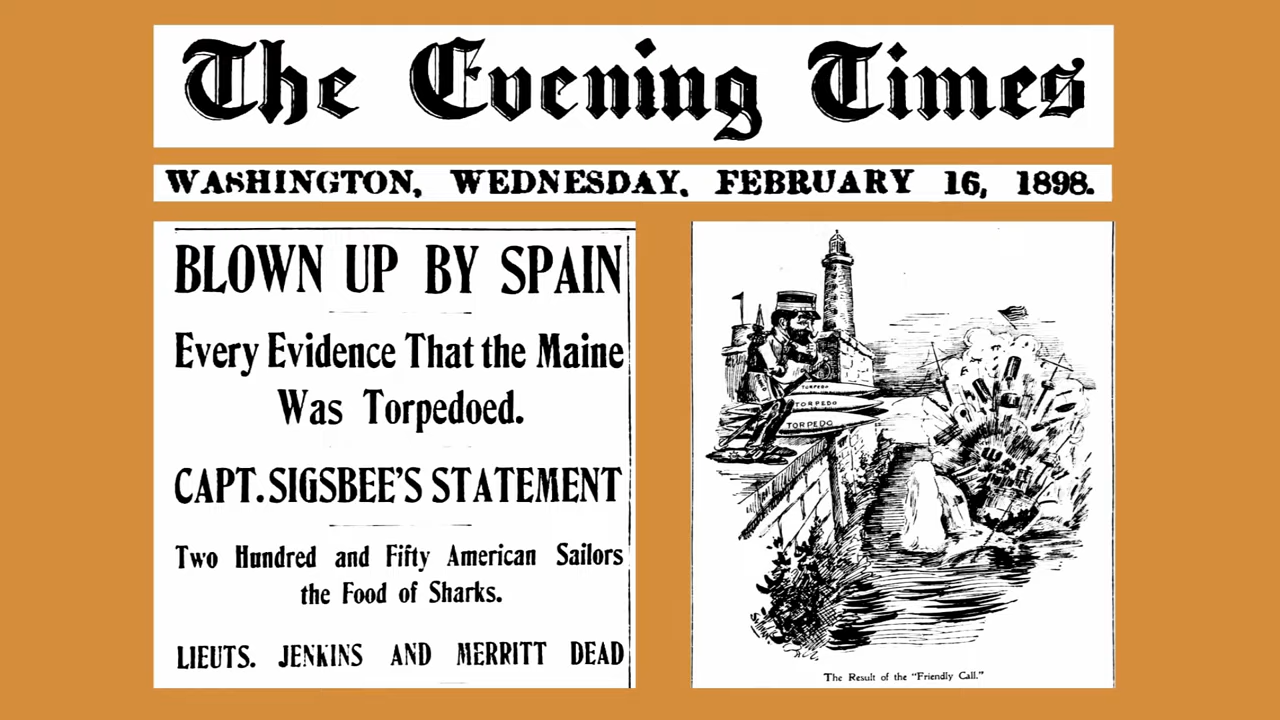 The Evening Times
WASHINGTON, WEDNESDAY, FEBRUARY 16, 1898.
BLOWN UP BY SPAIN
Every Evidence That the Maine
Was Torpedoed.
CAPT. SIGSBEE'S STATEMENT
Two Hundred and Fifty American Sailors
the Food of Sharks.
LIEUTS. JENKINS AND MERRITT DEAD
TORPEDO
TORPEDO
TORPEDO
The Result of the "Friendly Call."